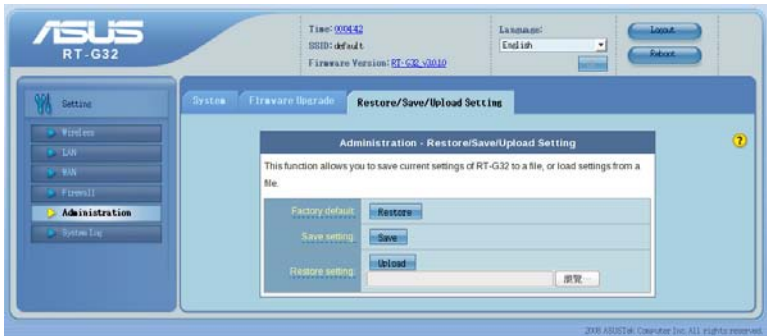 ASUS
RT-G32
Time: 000442
SSID: default
Firmware Version: RT-G32_v3010
Language:
English
Logout
Reboot
Setting
Wireless
LAN
WAN
Firewall
Administration
System Log
System
Firmware Upgrade
Restore/Save/Upload Setting
Administration - Restore/Save/Upload Setting
This function allows you to save current settings of RT-G32 to a file, or load settings from a
file.
Factory default:
Restore
Save setting:
Save
Restore setting:
Upload
瀏覽...
2008 ASUSTek Computer Inc. All rights reserved.